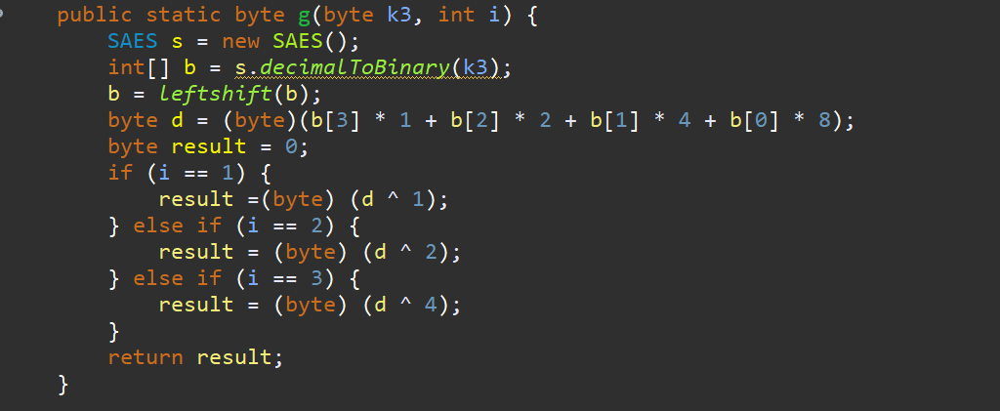 public static byte g(byte k3, int i) {
SAES s = new SAES();
int[] b = s.decimalToBinary(k3);
b = leftshift(b);
byte d = (byte)(b[3] * 1 + b[2] * 2 + b[1] * 4 + b[0] * 8);
byte result = 0;
if (i == 1) {
result =(byte) (d ^ 1);
} else if (i == 2) {
result = (byte) (d ^ 2);
} else if (i == 3) {
result = (byte) (d ^ 4);
}
return result;
}